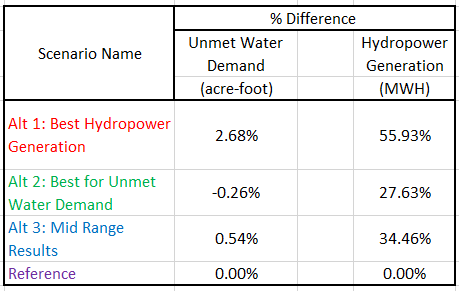 Scenario Name
% Difference
Unmet Water
Demand
(acre-foot)
Hydropower
Generation
(MWH)
Alt 1: Best Hydropower
Generation
2.68%
55.93%
Alt 2: Best for Unmet
Water Demand
-0.26%
27.63%
Alt 3: Mid Range
Results
0.54%
34.46%
Reference
0.00%
0.00%